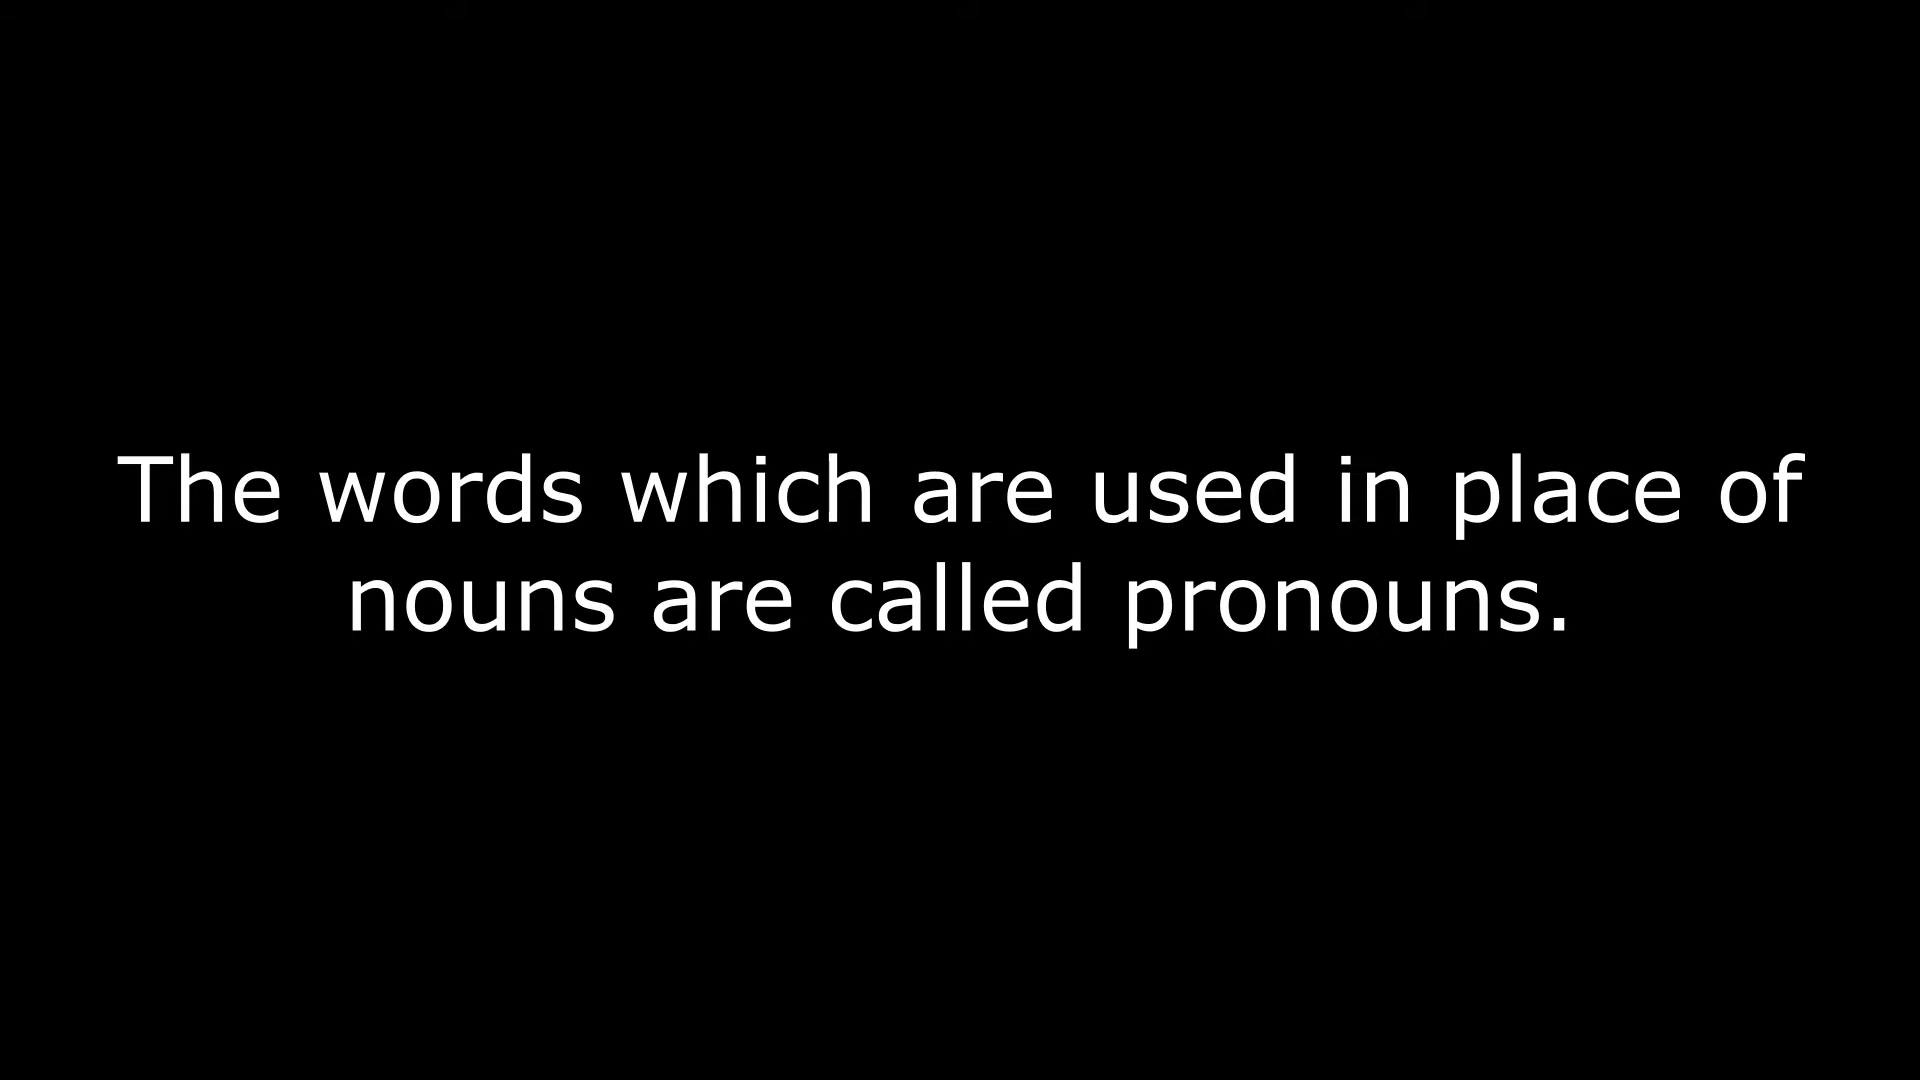 The words which are used in place of
nouns are called pronouns.